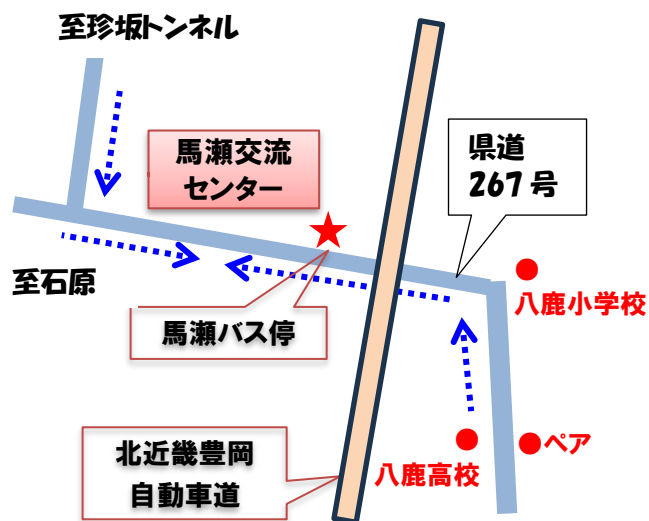 至珍坂トンネル
馬瀬交流
センター
県道
267号
至石原
八鹿小学校
馬瀬バス停
八鹿高校
ペア
北近畿豊岡
自動車道